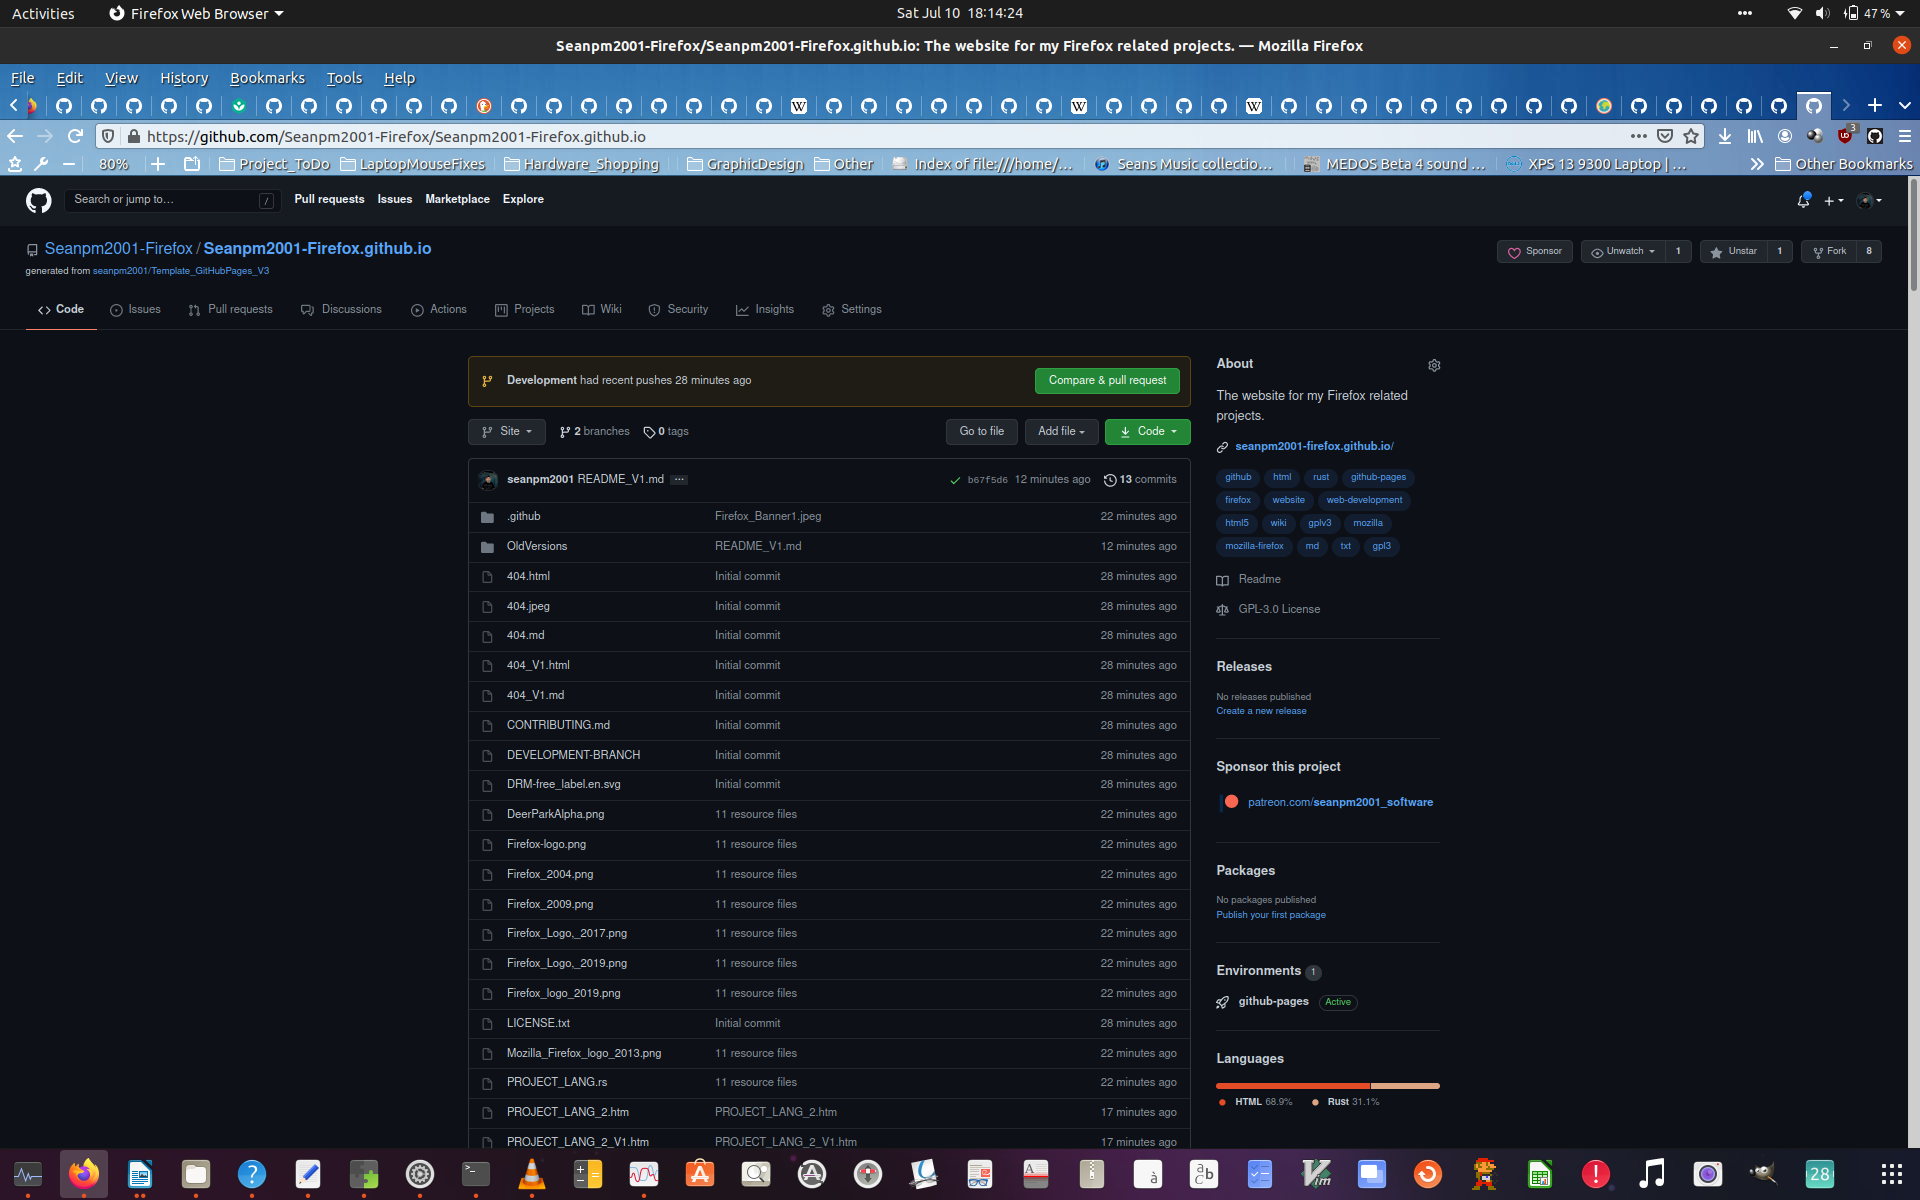 Activities Firefox Web Browser Sat Jul 10 18:14:24 47 %
Seanpm2001-Firefox/Seanpm2001-Firefox.github.io: The website for my Firefox related projects. — Mozilla Firefox
File Edit View History Bookmarks Tools Help
https://github.com/Seanpm2001-Firefox/Seanpm2001-Firefox.github.io 3
80% Project_ToDo LaptopMouseFixes Hardware_Shopping GraphicDesign Other Index of file:///home/... Seans Music collectio... MEDOS Beta 4 sound ... XPS 13 9300 Laptop | ... Other Bookmarks
Search or jump to... / Pull requests Issues Marketplace Explore
Seanpm2001-Firefox / Seanpm2001-Firefox.github.io Sponsor Unwatch 1 Unstar 1 Fork 8
generated from seanpm2001/Template_GitHubPages_V3
Code Issues Pull requests Discussions Actions Projects Wiki Security Insights Settings
Development had recent pushes 28 minutes ago Compare & pull request
Site 2 branches 0 tags Go to file Add file Code
seanpm2001 README_V1.md ... b67f5d6 12 minutes ago 13 commits
.github Firefox_Banner1.jpeg 22 minutes ago
OldVersions README_V1.md 12 minutes ago
404.html Initial commit 28 minutes ago
404.jpeg Initial commit 28 minutes ago
404.md Initial commit 28 minutes ago
404_V1.html Initial commit 28 minutes ago
404_V1.md Initial commit 28 minutes ago
CONTRIBUTING.md Initial commit 28 minutes ago
DEVELOPMENT-BRANCH Initial commit 28 minutes ago
DRM-free_label.en.svg Initial commit 28 minutes ago
DeerParkAlpha.png 11 resource files 22 minutes ago
Firefox-logo.png 11 resource files 22 minutes ago
Firefox_2004.png 11 resource files 22 minutes ago
Firefox_2009.png 11 resource files 22 minutes ago
Firefox_Logo,_2017.png 11 resource files 22 minutes ago
Firefox_Logo,_2019.png 11 resource files 22 minutes ago
Firefox_logo_2019.png 11 resource files 22 minutes ago
LICENSE.txt Initial commit 28 minutes ago
Mozilla_Firefox_logo_2013.png 11 resource files 22 minutes ago
PROJECT_LANG.rs 11 resource files 22 minutes ago
PROJECT_LANG_2.htm PROJECT_LANG_2.htm 17 minutes ago
PROJECT_LANG_2_V1.htm PROJECT_LANG_2_V1.htm 17 minutes ago
About
The website for my Firefox related
projects.
seanpm2001-firefox.github.io/
github html rust github-pages
firefox website web-development
html5 wiki gplv3 mozilla
mozilla-firefox md txt gpl3
Readme
GPL-3.0 License
Releases
No releases published
Create a new release
Sponsor this project
patreon.com/seanpm2001_software
Packages
No packages published
Publish your first package
Environments 1
github-pages Active
Languages
HTML 68.9% Rust 31.1%
28